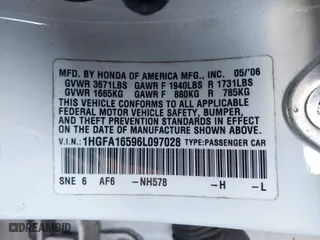 MFD. BY HONDA OF AMERICA MFG., INC. 05/'06
GVWR 3671LBS GAWR F 1940LBS R 1731LBS
GVWR 1665KG GAWR F 880KG R 785KG
THIS VEHICLE CONFORMS TO ALL APPLICABLE
FEDERAL MOTOR VEHICLE SAFETY, BUMPER,
AND THEFT PREVENTION STANDARDS IN EFFECT
ON THE DATE OF MANUFACTURE SHOWN ABOVE.
V.I.N.: 1HGFA16596L097028 TYPE:PASSENGER CAR
SNE 6 AF6 -NH578 -H -L